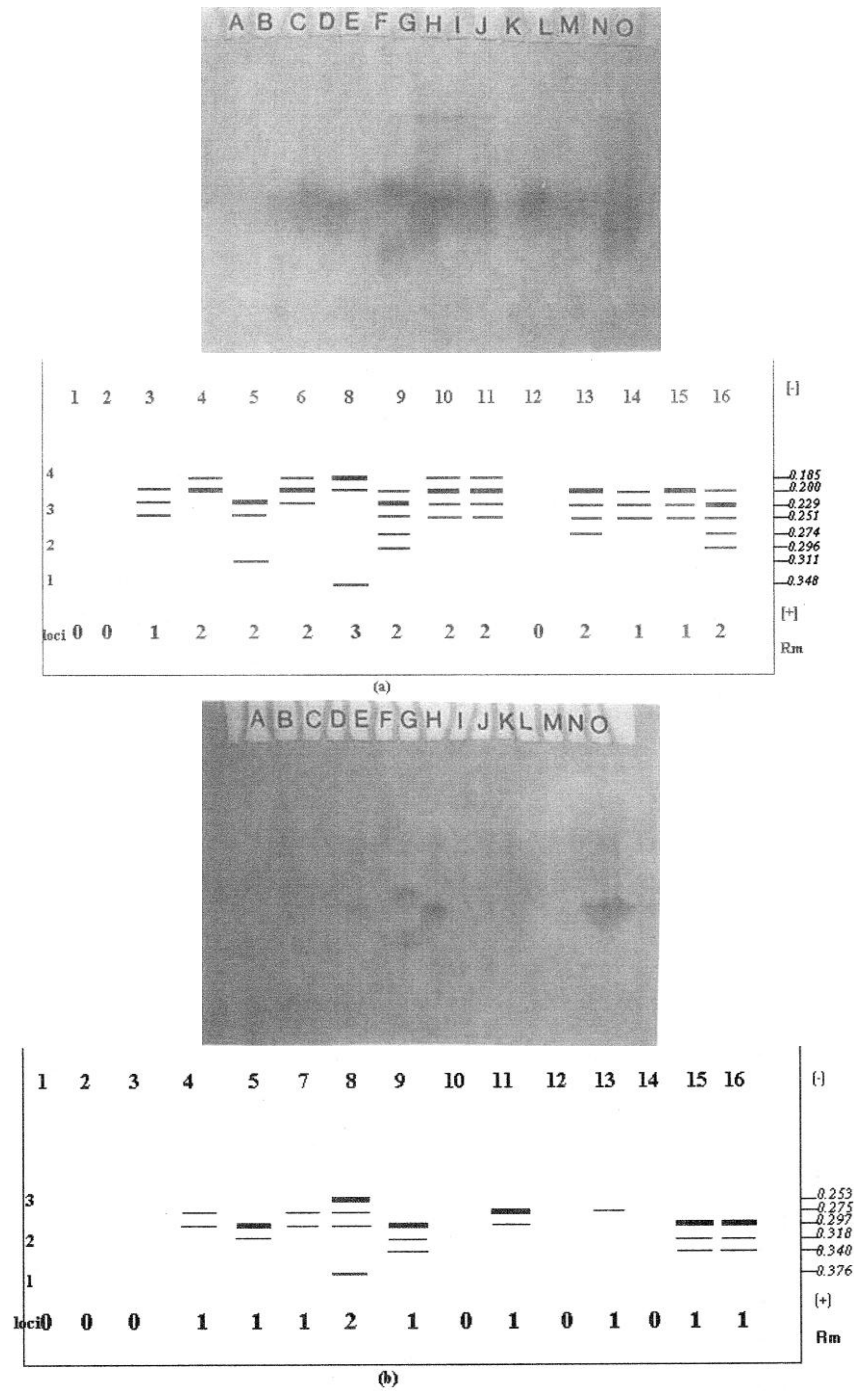 A B C D E F G H I J K L M N O
1 2 3 4 5 6 8 9 10 11 12 13 14 15 16 [-]
4 0.185
0.200
3 0.229
0.251
2 0.274
0.296
0.311
1 0.348
[+]
loci 0 0 1 2 2 2 3 2 2 2 0 2 1 1 2 Rm
(a)
A B C D E F G H I J K L M N O
1 2 3 4 5 7 8 9 10 11 12 13 14 15 16 [-]
3 0.253
0.275
0.297
2 0.318
0.340
1 0.376
[+]
loci 0 0 0 1 1 1 2 1 0 1 0 1 0 1 1 Rm
(b)